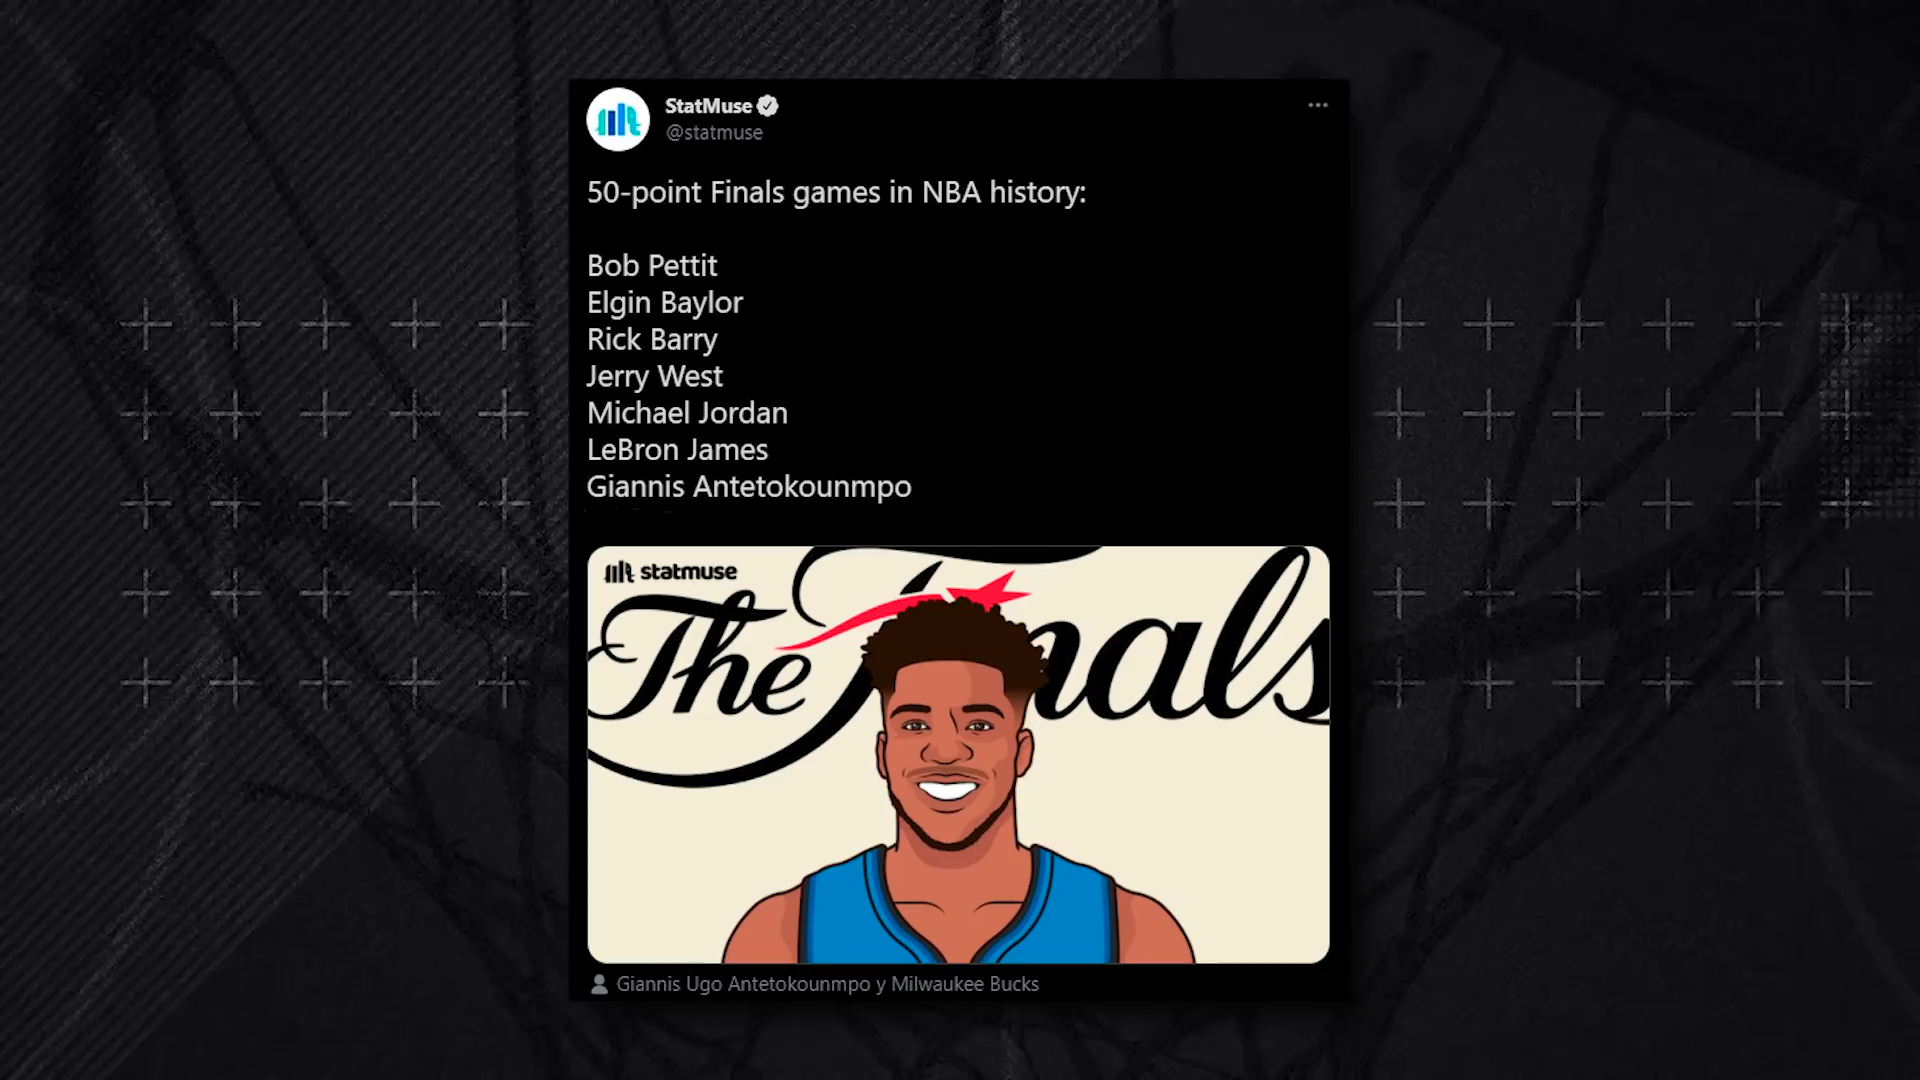 StatMuse
@statmuse
50-point Finals games in NBA history:
Bob Pettit
Elgin Baylor
Rick Barry
Jerry West
Michael Jordan
LeBron James
Giannis Antetokounmpo
statmuse
The Finals
Giannis Ugo Antetokounmpo y Milwaukee Bucks